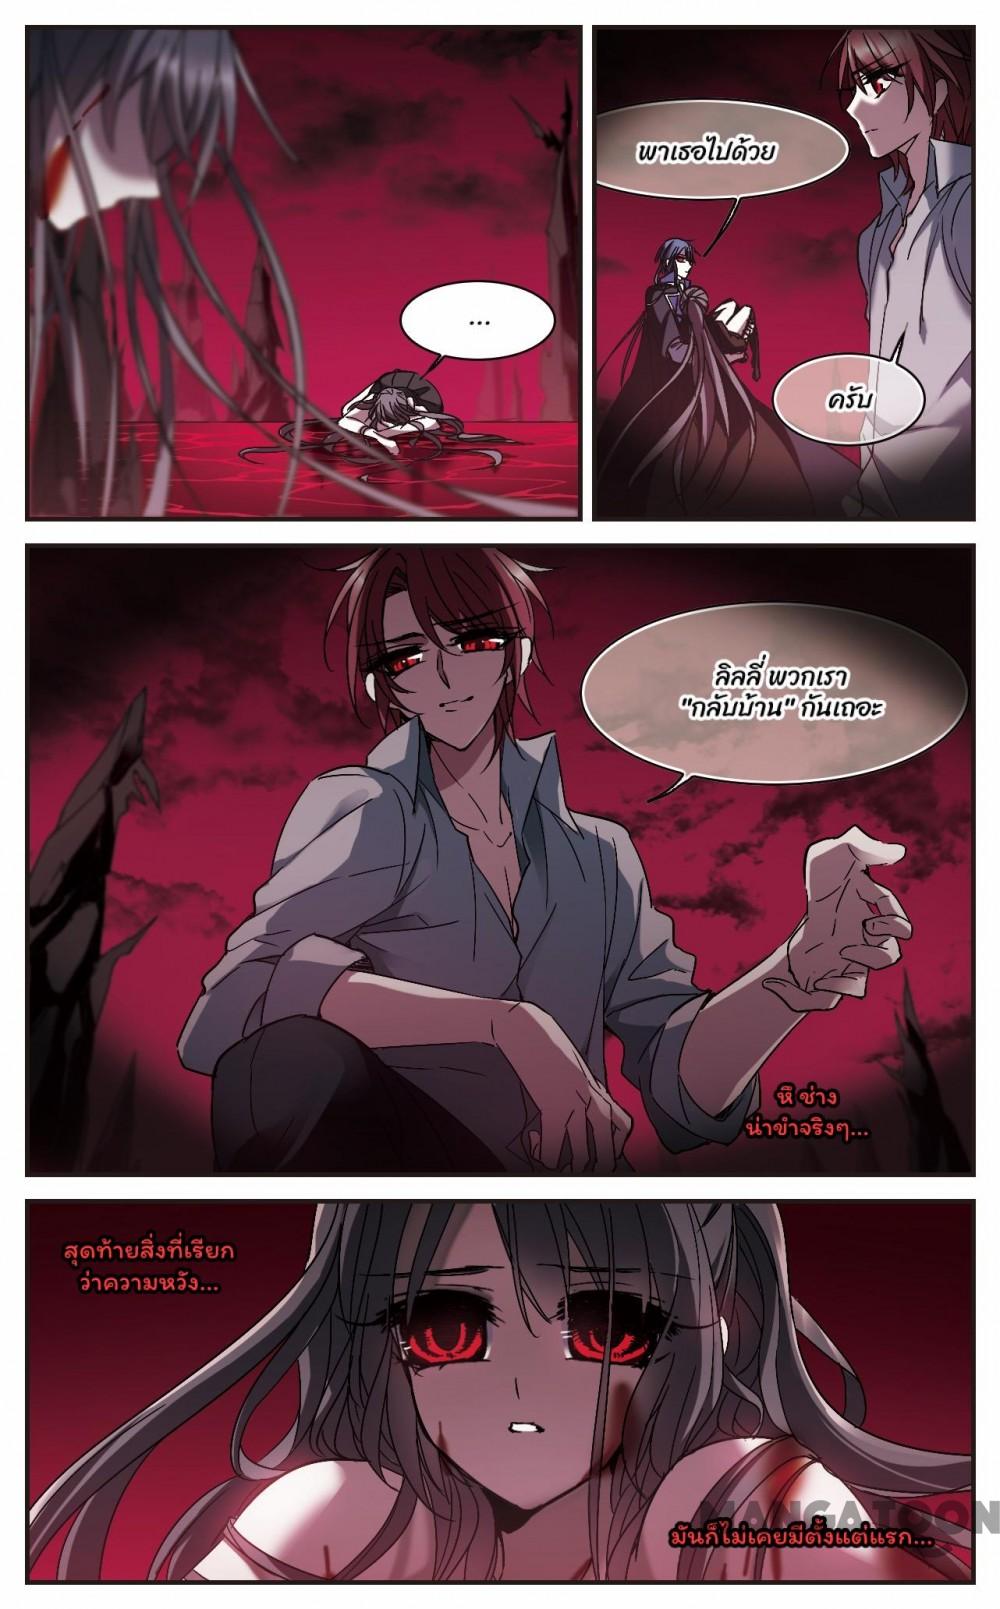 ...
พาเธอไปด้วย
ครับ
ลิลลี่ พวกเรา
"กลับบ้าน" กันเถอะ
หึ ช่าง
น่าขำจริงๆ...
สุดท้ายสิ่งที่เรียก
ว่าความหวัง...
มันก็ไม่เคยมีตั้งแต่แรก...
MANGATOON